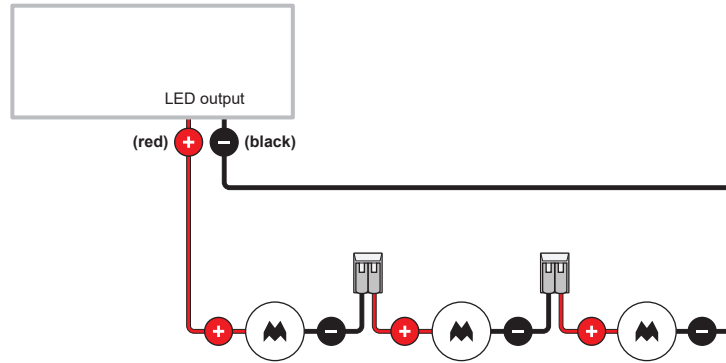 LED output
(red) + − (black)
+ − + − + −